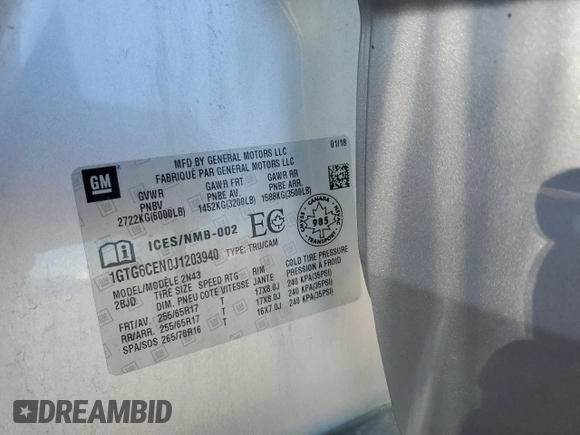 GM
MFD BY GENERAL MOTORS LLC
01/18
FABRIQUÉ PAR GENERAL MOTORS LLC
GVWR GAWR FRT GAWR RR
PNBV PNBE AV. PNBE ARR.
2722KG(6000LB) 1452KG(3200LB) 1588KG(3500LB)
ICES/NMB-002 EC
CANADA
985
TRANSPORT
1GTG6CEN0J1203940 TYPE: TRU/CAM
MODEL/MODÈLE 2N43
2BJD TIRE SIZE SPEED RTG RIM COLD TIRE PRESSURE
DIM. PNEU COTE VITESSE JANTE PRESSION À FROID
FRT/AV. 255/65R17 T 17X8.0J 240 KPA(35PSI)
RR/ARR. 255/65R17 T 17X8.0J 240 KPA(35PSI)
SPA/SOS 265/70R16 T 16X7.0J 240 KPA(35PSI)
DREAMBID